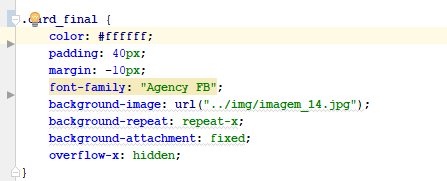 .card_final {
color: #ffffff;
padding: 40px;
margin: -10px;
font-family: "Agency FB";
background-image: url("../img/imagem_14.jpg");
background-repeat: repeat-x;
background-attachment: fixed;
overflow-x: hidden;
}